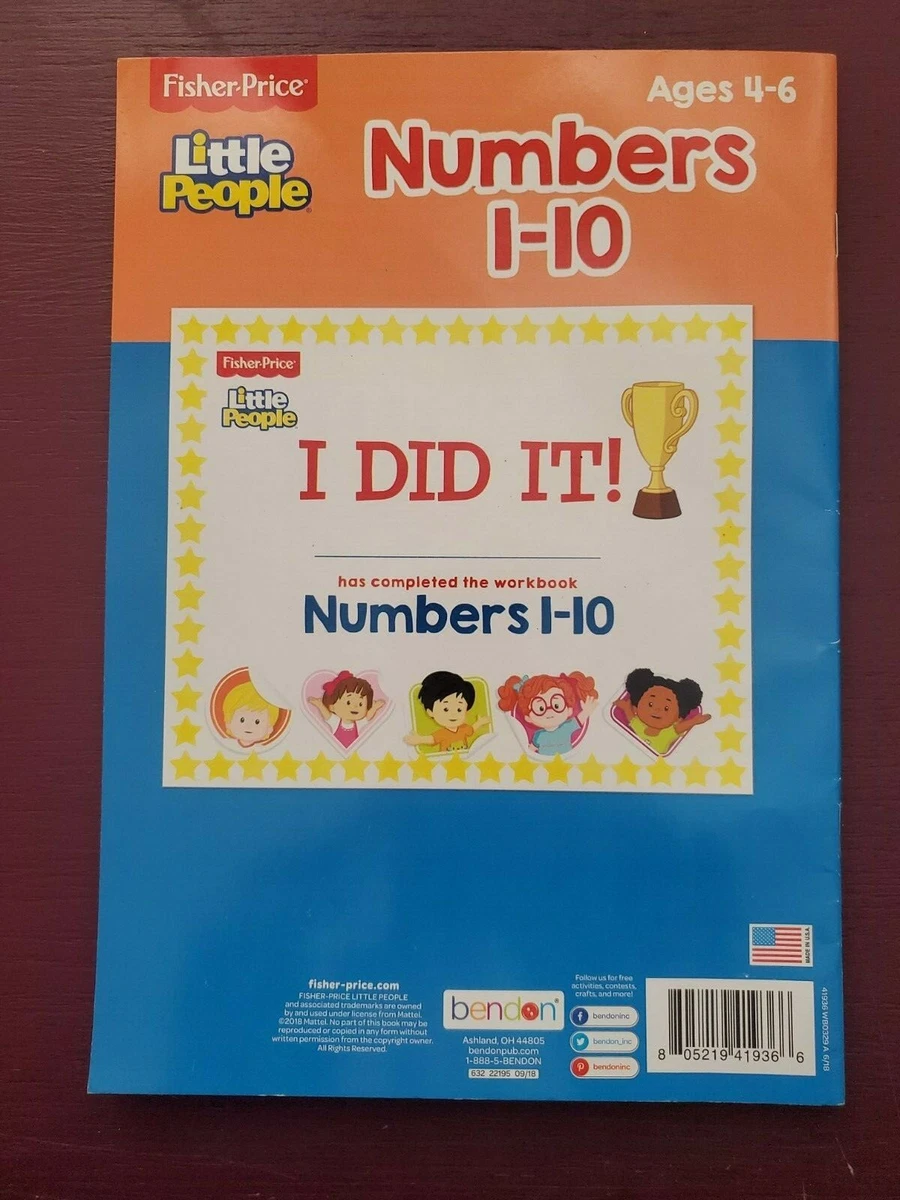 Fisher-Price®
Ages 4-6
Little
People®
Numbers
1-10
Fisher-Price®
Little
People®
I DID IT!
has completed the workbook
Numbers 1-10
MADE IN U.S.A.
fisher-price.com
FISHER-PRICE LITTLE PEOPLE
and associated trademarks are owned
by and used under license from Mattel.
©2018 Mattel. No part of this book may be
reproduced or copied in any form without
written permission from the copyright owner.
All Rights Reserved.
bendon®
Ashland, OH 44805
bendonpub.com
1-888-5-BENDON
632 22195 09/18
Follow us for free
activities, contests,
crafts, and more!
bendoninc
bendon_inc
bendoninc
8 05219 41936 6
41936 WB0329 A 6/18